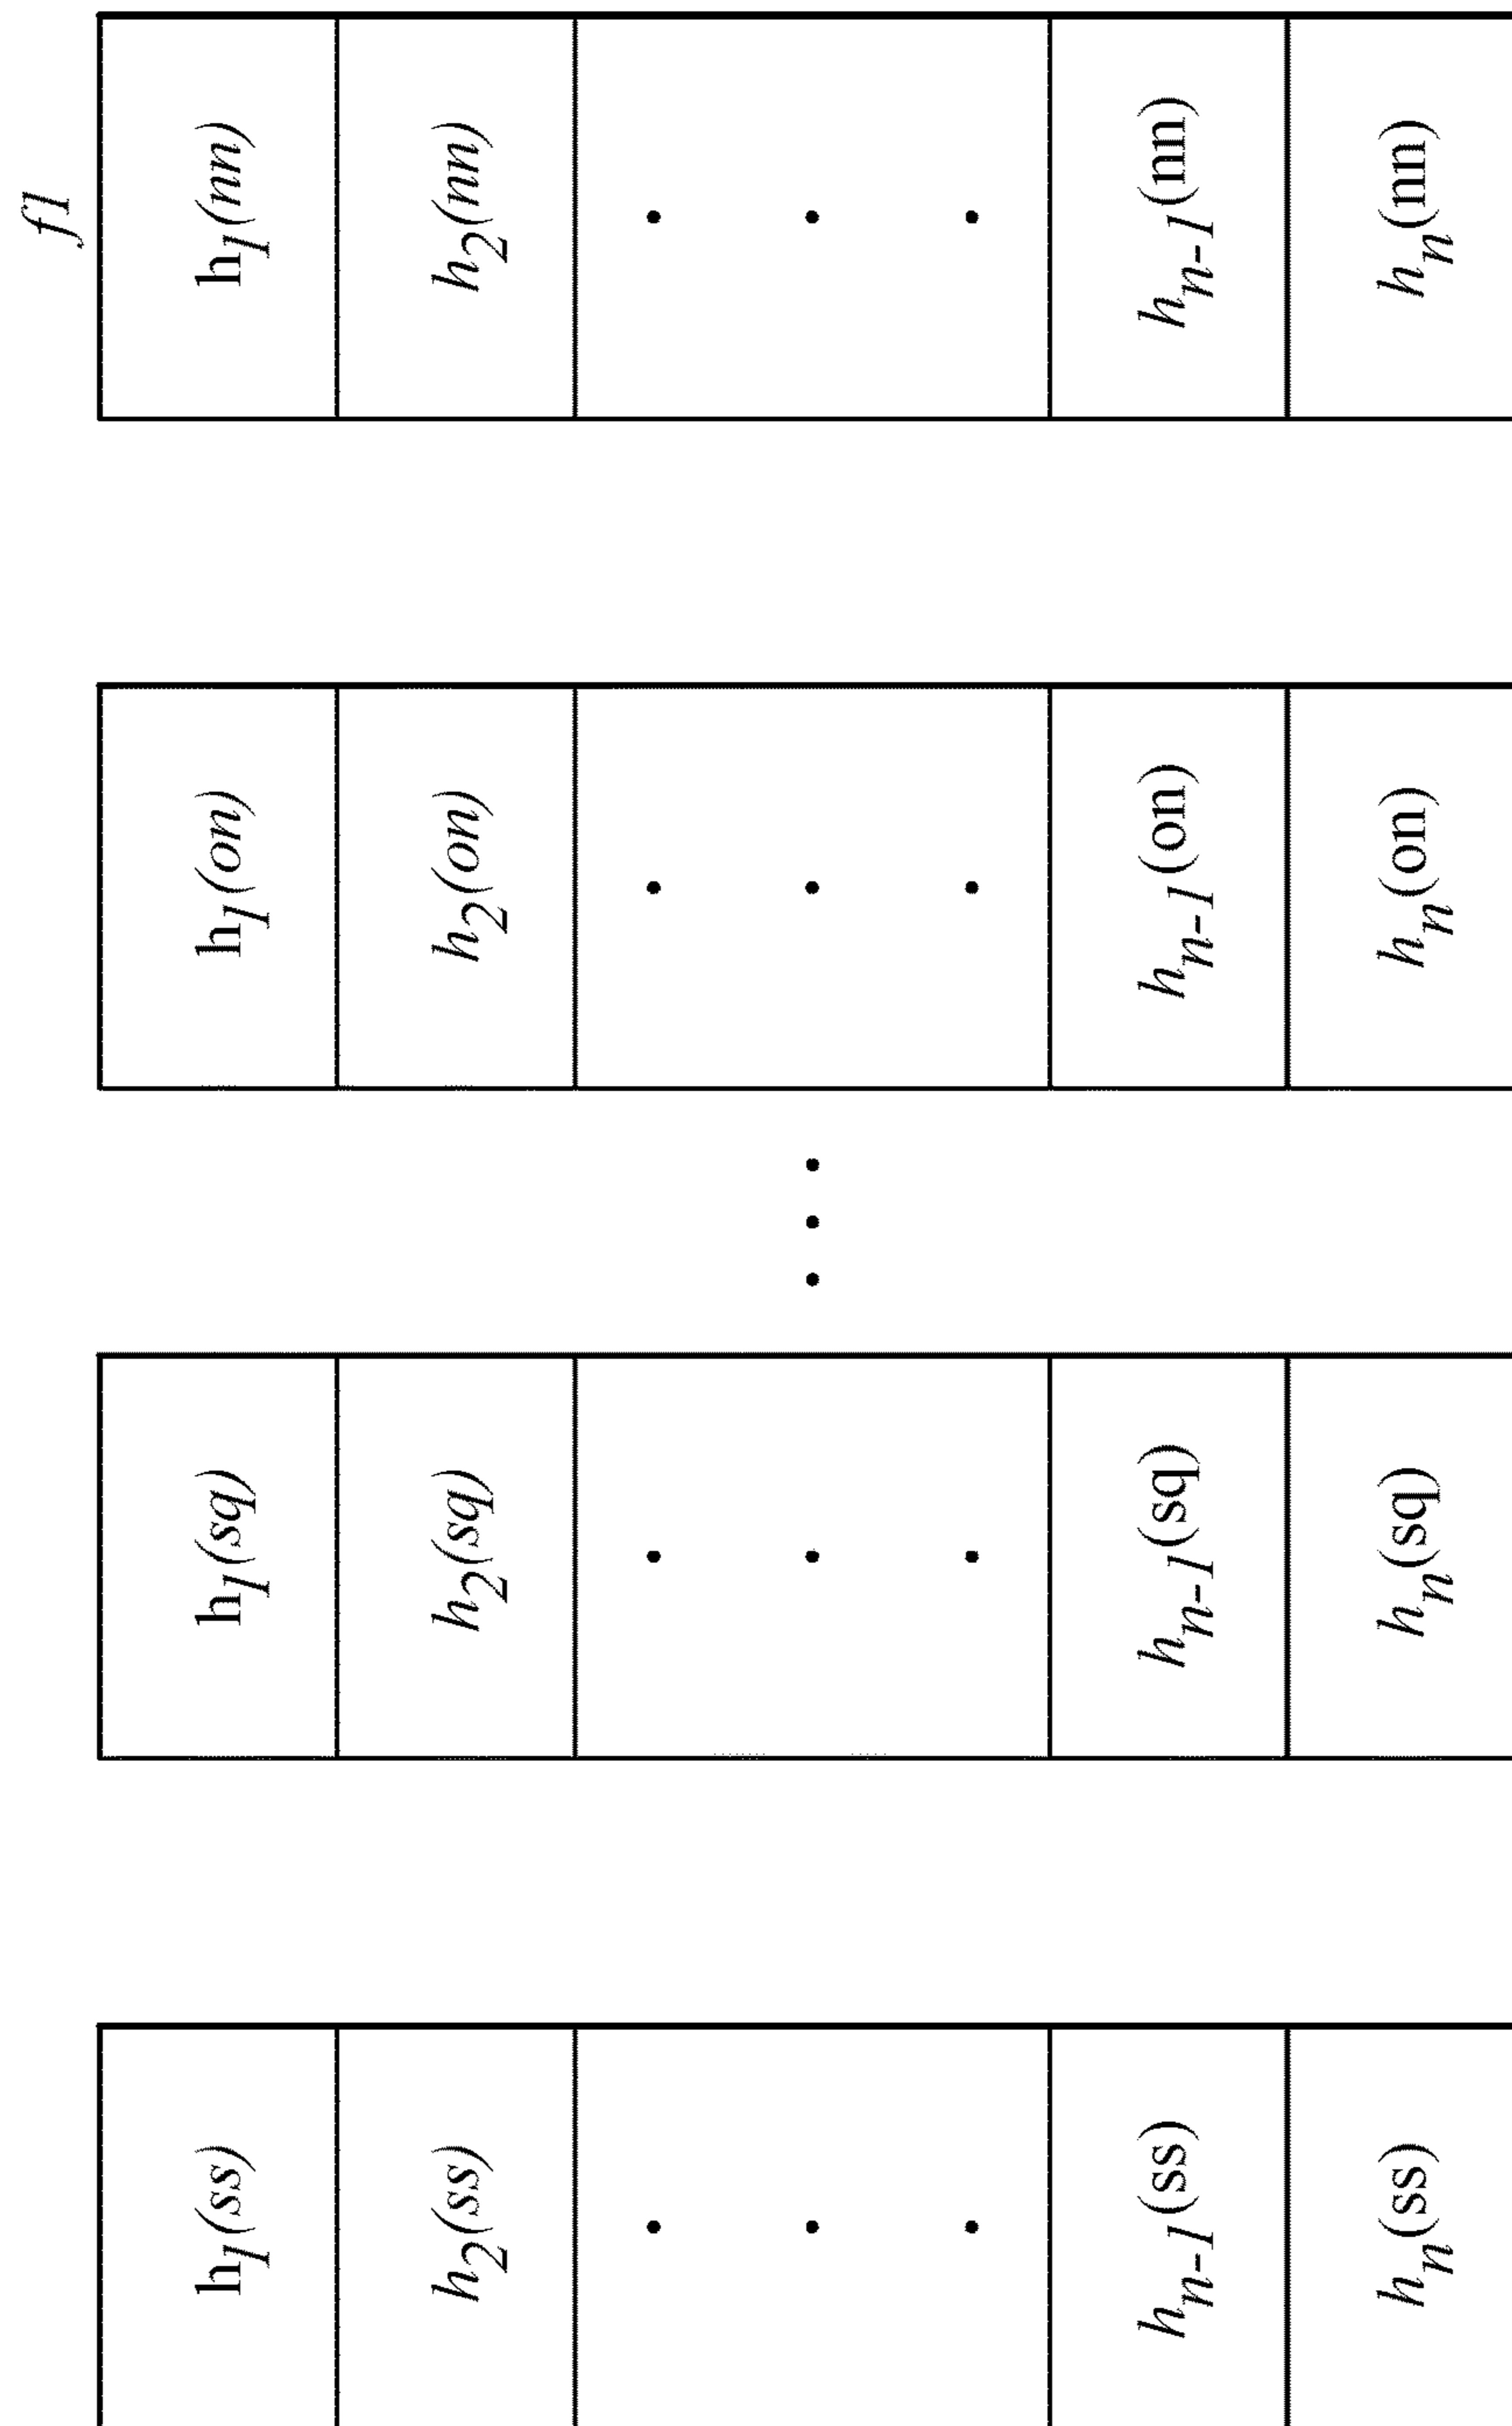 f1
h₁(ss) h₁(sq) h₁(on) h₁(nn)
h₂(ss) h₂(sq) h₂(on) h₂(nn)
. . . .
. . . . . . .
. . . .
hₙ₋₁(ss) hₙ₋₁(sq) hₙ₋₁(on) hₙ₋₁(nn)
hₙ(ss) hₙ(sq) hₙ(on) hₙ(nn)